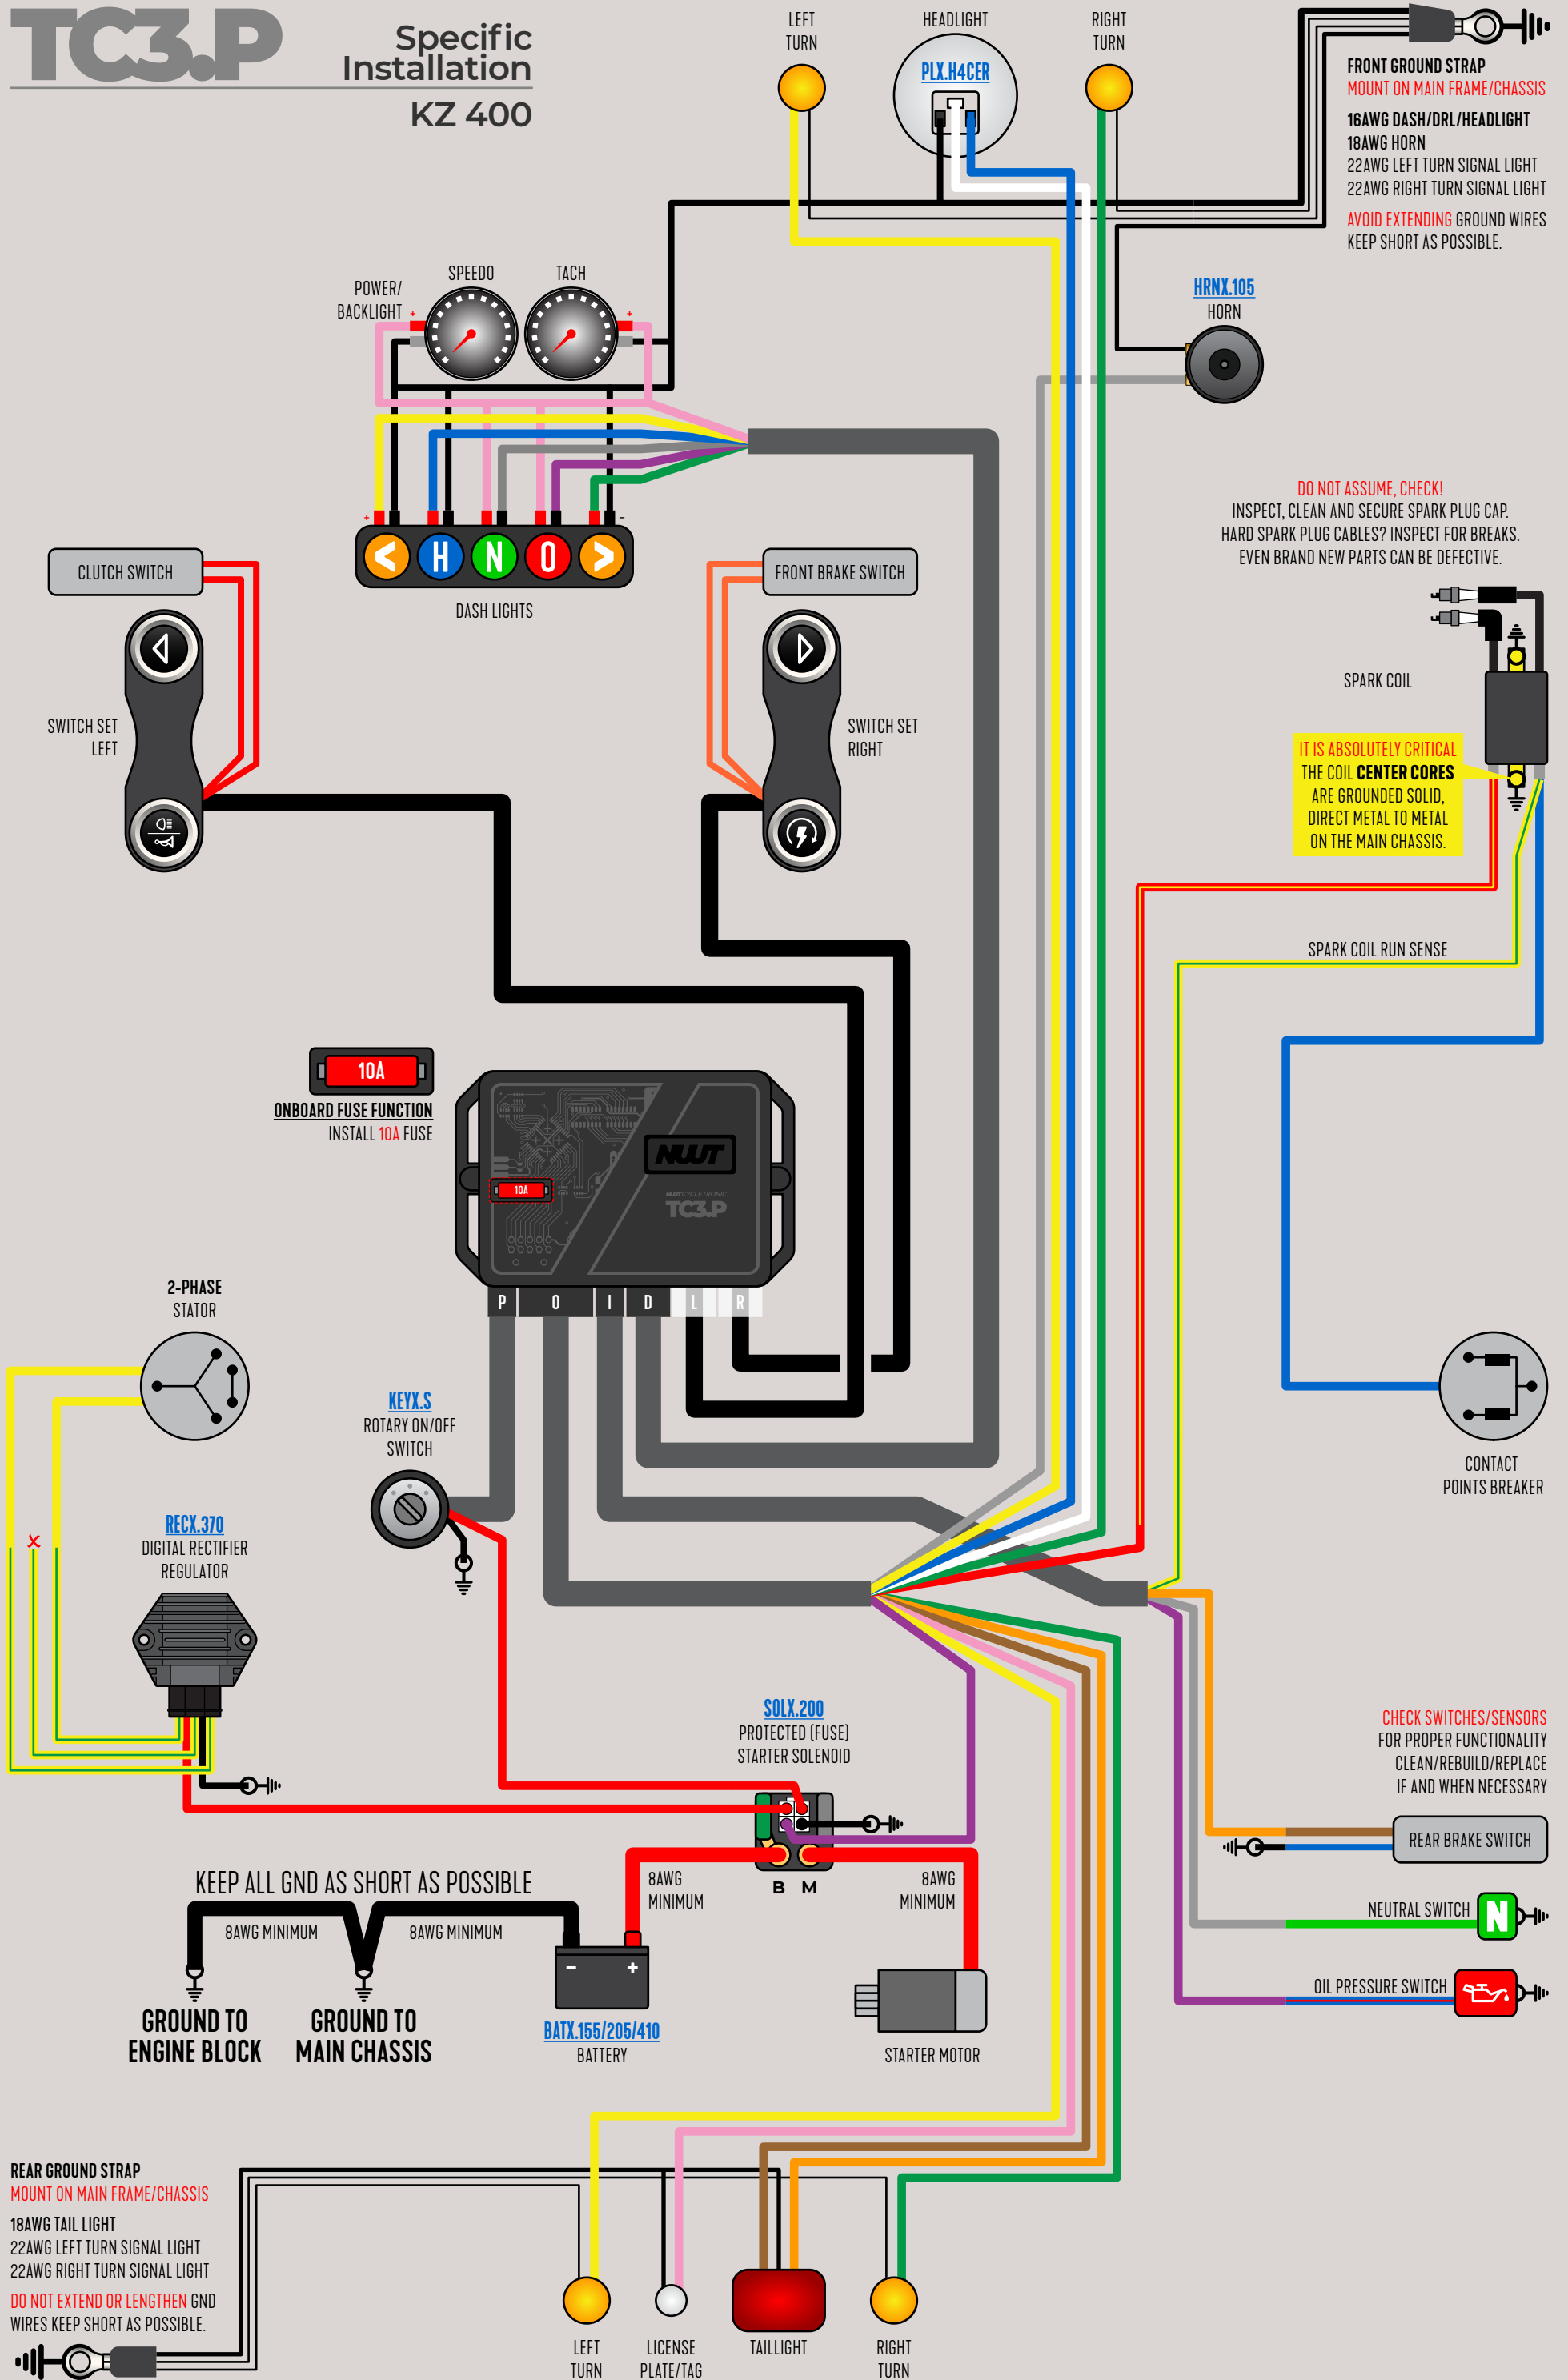 TC3.P
Specific
Installation
KZ 400
LEFT
TURN
HEADLIGHT
PLX.H4CER
RIGHT
TURN
FRONT GROUND STRAP
MOUNT ON MAIN FRAME/CHASSIS
16AWG DASH/DRL/HEADLIGHT
18AWG HORN
22AWG LEFT TURN SIGNAL LIGHT
22AWG RIGHT TURN SIGNAL LIGHT
AVOID EXTENDING GROUND WIRES
KEEP SHORT AS POSSIBLE.
POWER/
BACKLIGHT
SPEEDO
TACH
+
+
HRNX.105
HORN
+
−
< H N O >
DASH LIGHTS
CLUTCH SWITCH
SWITCH SET
LEFT
FRONT BRAKE SWITCH
SWITCH SET
RIGHT
DO NOT ASSUME, CHECK!
INSPECT, CLEAN AND SECURE SPARK PLUG CAP.
HARD SPARK PLUG CABLES? INSPECT FOR BREAKS.
EVEN BRAND NEW PARTS CAN BE DEFECTIVE.
SPARK COIL
IT IS ABSOLUTELY CRITICAL
THE COIL CENTER CORES
ARE GROUNDED SOLID,
DIRECT METAL TO METAL
ON THE MAIN CHASSIS.
SPARK COIL RUN SENSE
10A
ONBOARD FUSE FUNCTION
INSTALL 10A FUSE
NWT
10A
NWT CYCLETRONIC
TC3.P
P O I D L R
2-PHASE
STATOR
KEYX.S
ROTARY ON/OFF
SWITCH
CONTACT
POINTS BREAKER
RECX.370
DIGITAL RECTIFIER
REGULATOR
X
SOLX.200
PROTECTED (FUSE)
STARTER SOLENOID
B M
8AWG
MINIMUM
8AWG
MINIMUM
CHECK SWITCHES/SENSORS
FOR PROPER FUNCTIONALITY
CLEAN/REBUILD/REPLACE
IF AND WHEN NECESSARY
REAR BRAKE SWITCH
NEUTRAL SWITCH
N
OIL PRESSURE SWITCH
KEEP ALL GND AS SHORT AS POSSIBLE
8AWG MINIMUM
8AWG MINIMUM
GROUND TO
ENGINE BLOCK
GROUND TO
MAIN CHASSIS
− +
BATX.155/205/410
BATTERY
STARTER MOTOR
REAR GROUND STRAP
MOUNT ON MAIN FRAME/CHASSIS
18AWG TAIL LIGHT
22AWG LEFT TURN SIGNAL LIGHT
22AWG RIGHT TURN SIGNAL LIGHT
DO NOT EXTEND OR LENGTHEN GND
WIRES KEEP SHORT AS POSSIBLE.
LEFT
TURN
LICENSE
PLATE/TAG
TAILLIGHT
RIGHT
TURN